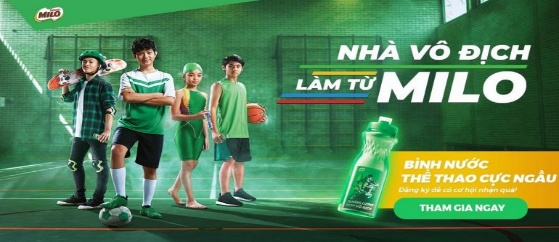 MILO
NHÀ VÔ ĐỊCH
LÀM TỪ MILO
BÌNH NƯỚC
THỂ THAO CỰC NGẦU
Đăng ký để có cơ hội nhận quà!
THAM GIA NGAY